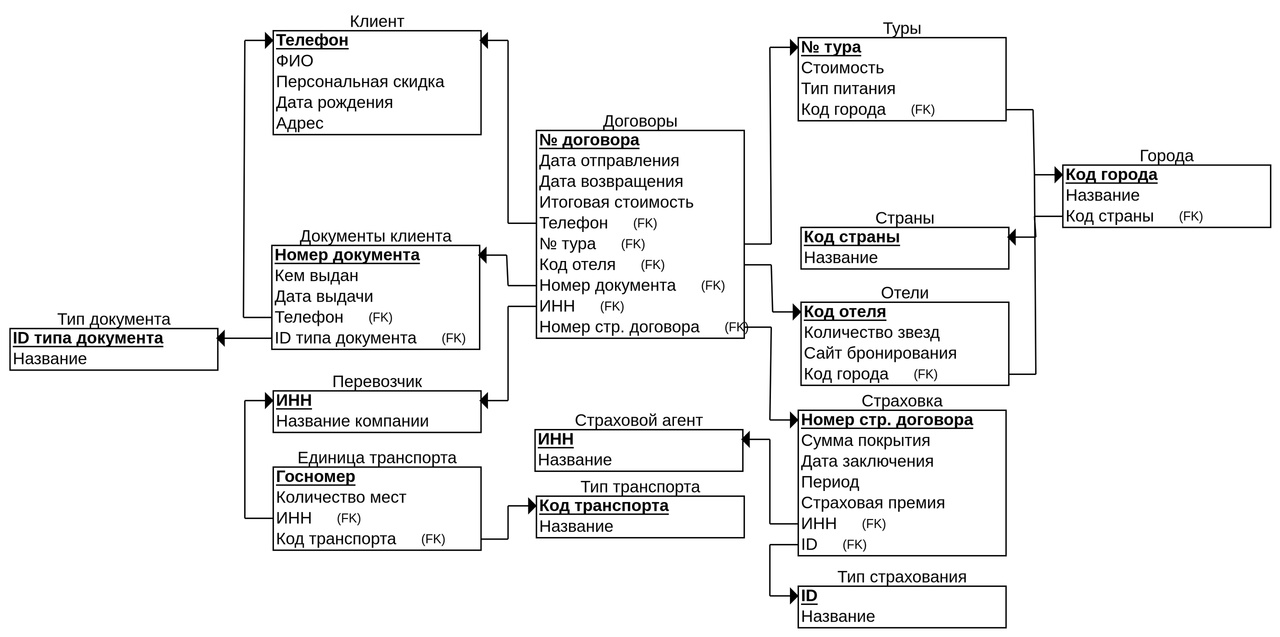 Клиент
Телефон
ФИО
Персональная скидка
Дата рождения
Адрес
Документы клиента
Номер документа
Кем выдан
Дата выдачи
Телефон (FK)
ID типа документа (FK)
Тип документа
ID типа документа
Название
Перевозчик
ИНН
Название компании
Единица транспорта
Госномер
Количество мест
ИНН (FK)
Код транспорта (FK)
Договоры
№ договора
Дата отправления
Дата возвращения
Итоговая стоимость
Телефон (FK)
№ тура (FK)
Код отеля (FK)
Номер документа (FK)
ИНН (FK)
Номер стр. договора (FK)
Страховой агент
ИНН
Название
Тип транспорта
Код транспорта
Название
Туры
№ тура
Стоимость
Тип питания
Код города (FK)
Страны
Код страны
Название
Отели
Код отеля
Количество звезд
Сайт бронирования
Код города (FK)
Страховка
Номер стр. договора
Сумма покрытия
Дата заключения
Период
Страховая премия
ИНН (FK)
ID (FK)
Тип страхования
ID
Название
Города
Код города
Название
Код страны (FK)